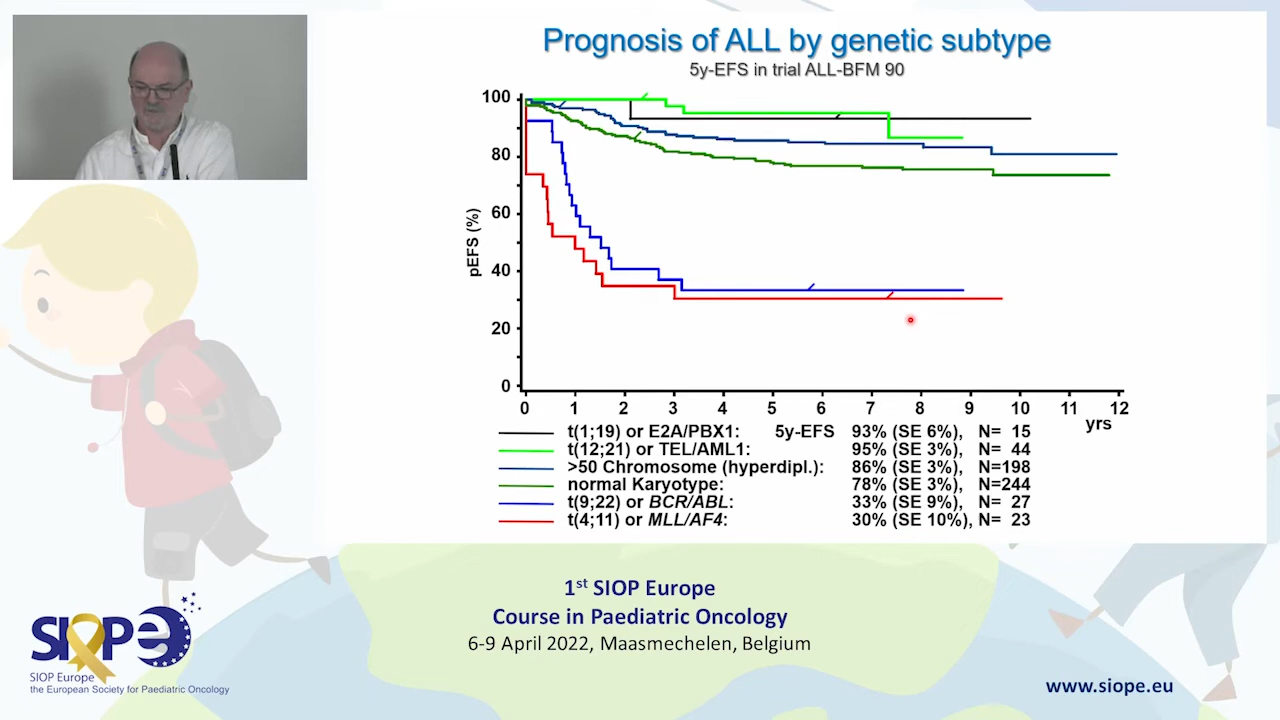 Prognosis of ALL by genetic subtype
5y-EFS in trial ALL-BFM 90
100
80
60
40
20
0
pEFS (%)
0 1 2 3 4 5 6 7 8 9 10 11 12
yrs
t(1;19) or E2A/PBX1: 5y-EFS 93% (SE 6%), N= 15
t(12;21) or TEL/AML1: 95% (SE 3%), N= 44
>50 Chromosome (hyperdipl.): 86% (SE 3%), N=198
normal Karyotype: 78% (SE 3%), N=244
t(9;22) or BCR/ABL: 33% (SE 9%), N= 27
t(4;11) or MLL/AF4: 30% (SE 10%), N= 23
1st SIOP Europe
Course in Paediatric Oncology
6-9 April 2022, Maasmechelen, Belgium
SIOP e
SIOP Europe
the European Society for Paediatric Oncology
www.siope.eu